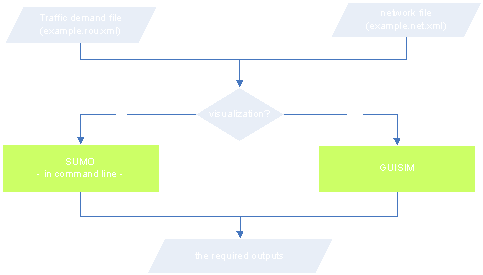 Traffic demand file
(example.rou.xml)
network file
(example.net.xml)
visualization?
SUMO
- in command line -
GUISIM
the required outputs